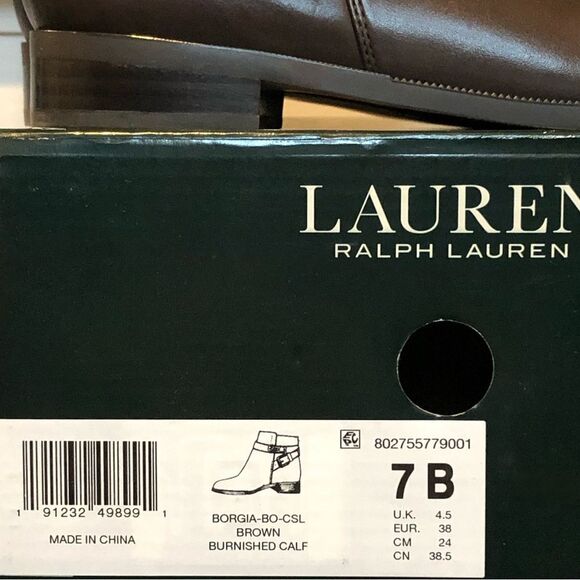 LAUREN
RALPH LAUREN
802755779001
7 B
U.K. 4.5
EUR. 38
CM 24
CN 38.5
BORGIA-BO-CSL
BROWN
BURNISHED CALF
1 91232 49899 1
MADE IN CHINA